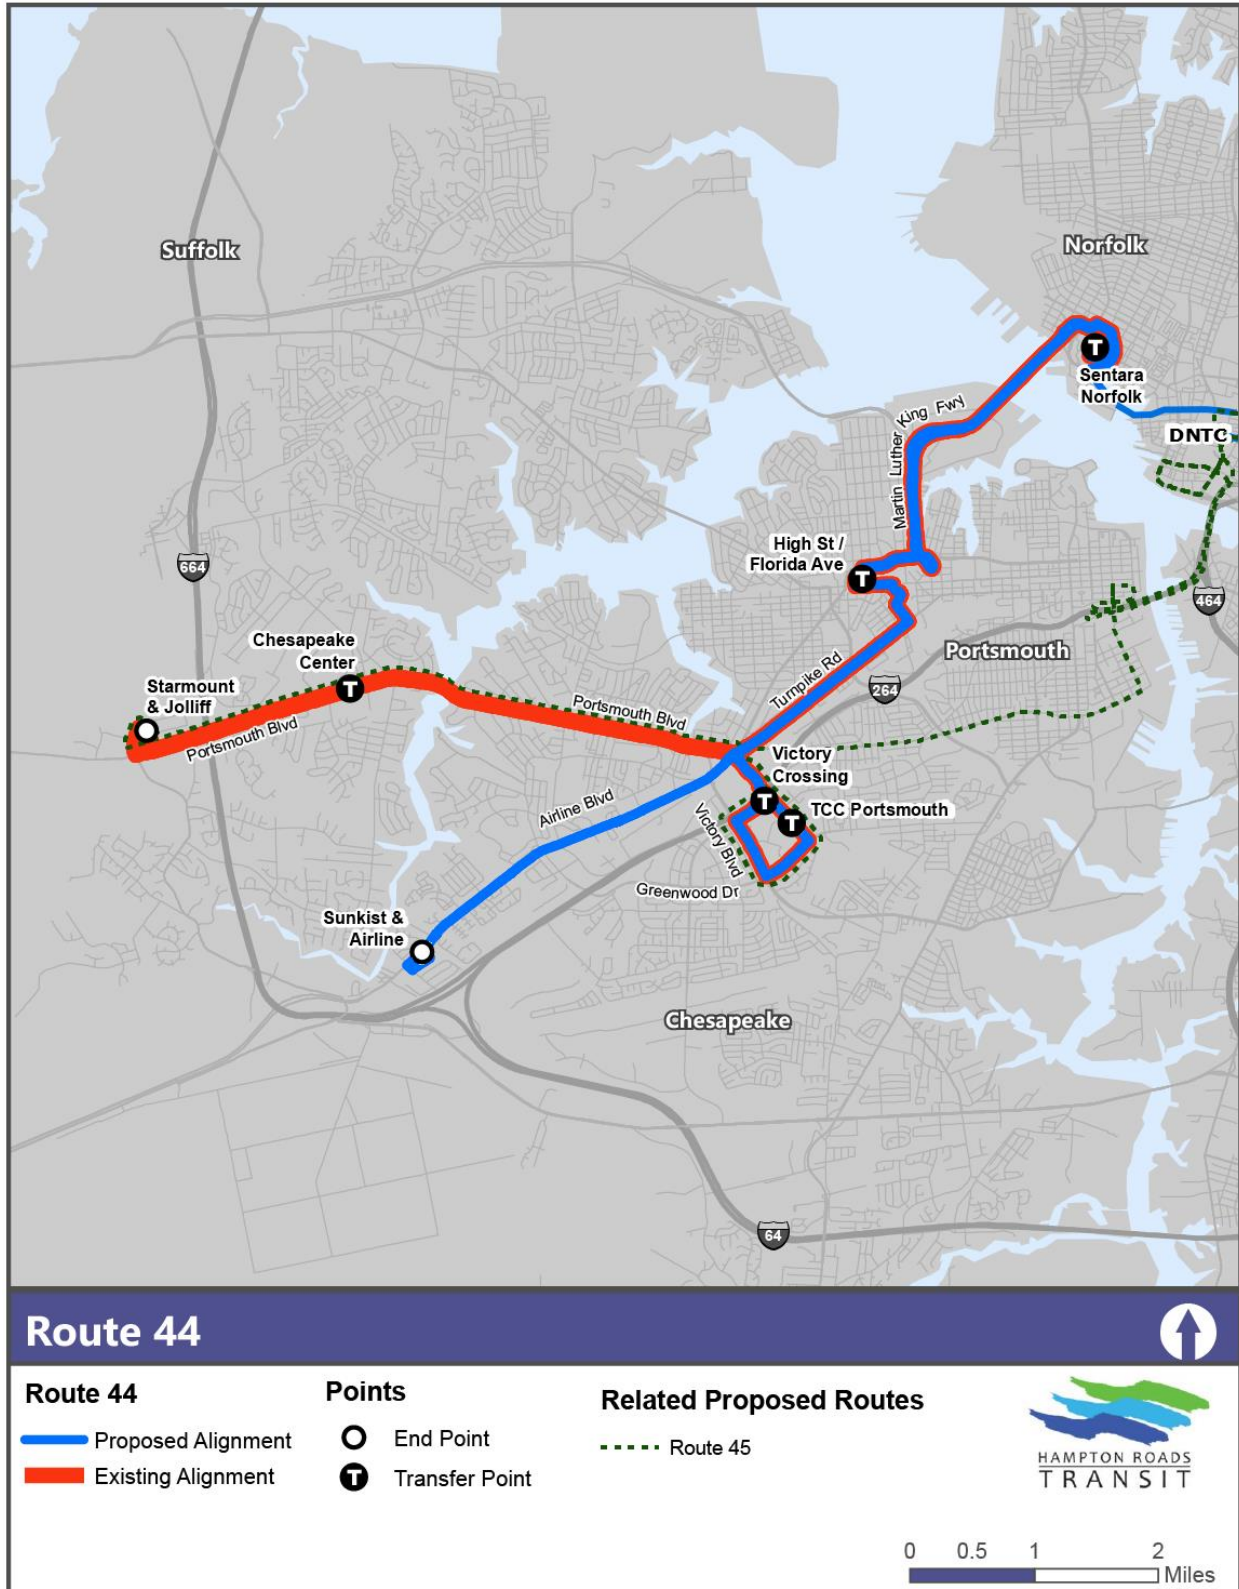 Suffolk
Norfolk
T
Sentara
Norfolk
DNTC
Martin Luther King Fwy
High St /
Florida Ave
T
664
464
Chesapeake
Center
T
Portsmouth
Starmount
& Jolliff
Turnpike Rd
264
Portsmouth Blvd
Portsmouth Blvd
Victory
Crossing
T
T
TCC Portsmouth
Airline Blvd
Victory Blvd
Greenwood Dr
Sunkist &
Airline
Chesapeake
64
Route 44
Route 44
Proposed Alignment
Existing Alignment
Points
End Point
T
Transfer Point
Related Proposed Routes
Route 45
HAMPTON ROADS
TRANSIT
0 0.5 1 2
Miles